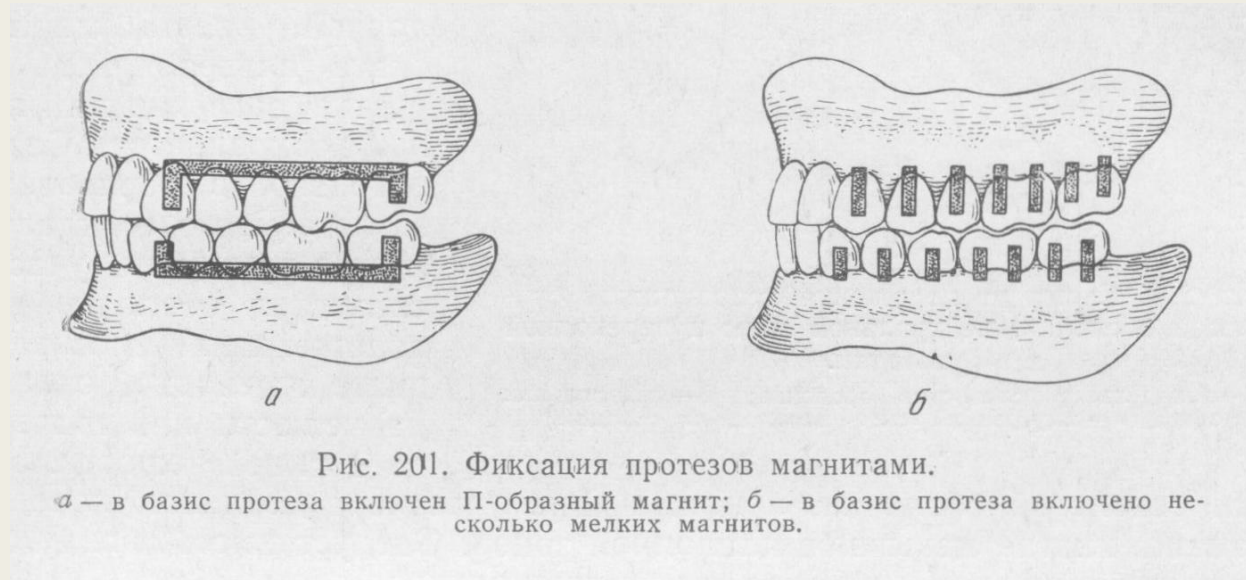 а
б
Рис. 201. Фиксация протезов магнитами.
а — в базис протеза включен П-образный магнит; б — в базис протеза включено не-
сколько мелких магнитов.